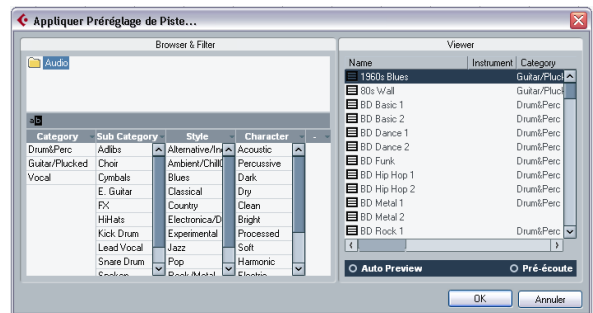 Appliquer Préréglage de Piste...
Browser & Filter
Viewer
Audio
Name Instrument Category
1960s Blues Guitar/Pluck
80s Wall Guitar/Pluck
BD Basic 1 Drum&Perc
BD Basic 2 Drum&Perc
BD Dance 1 Drum&Perc
BD Dance 2 Drum&Perc
BD Funk Drum&Perc
BD Hip Hop 1 Drum&Perc
BD Hip Hop 2 Drum&Perc
BD Metal 1 Drum&Perc
BD Metal 2
BD Rock 1 Drum&Perc
Category Sub Category Style Character -
Drum&Perc Adlibs Alternative/In Acoustic
Guitar/Plucked Choir Ambient/Chill Percussive
Vocal Cymbals Blues Dark
E. Guitar Classical Dry
FX Country Clean
HiHats Electronica/D Bright
Kick Drum Experimental Processed
Lead Vocal Jazz Soft
Snare Drum Pop Harmonic
Spoken Rock/Metal Electric
Auto Preview Pré-écoute
OK Annuler